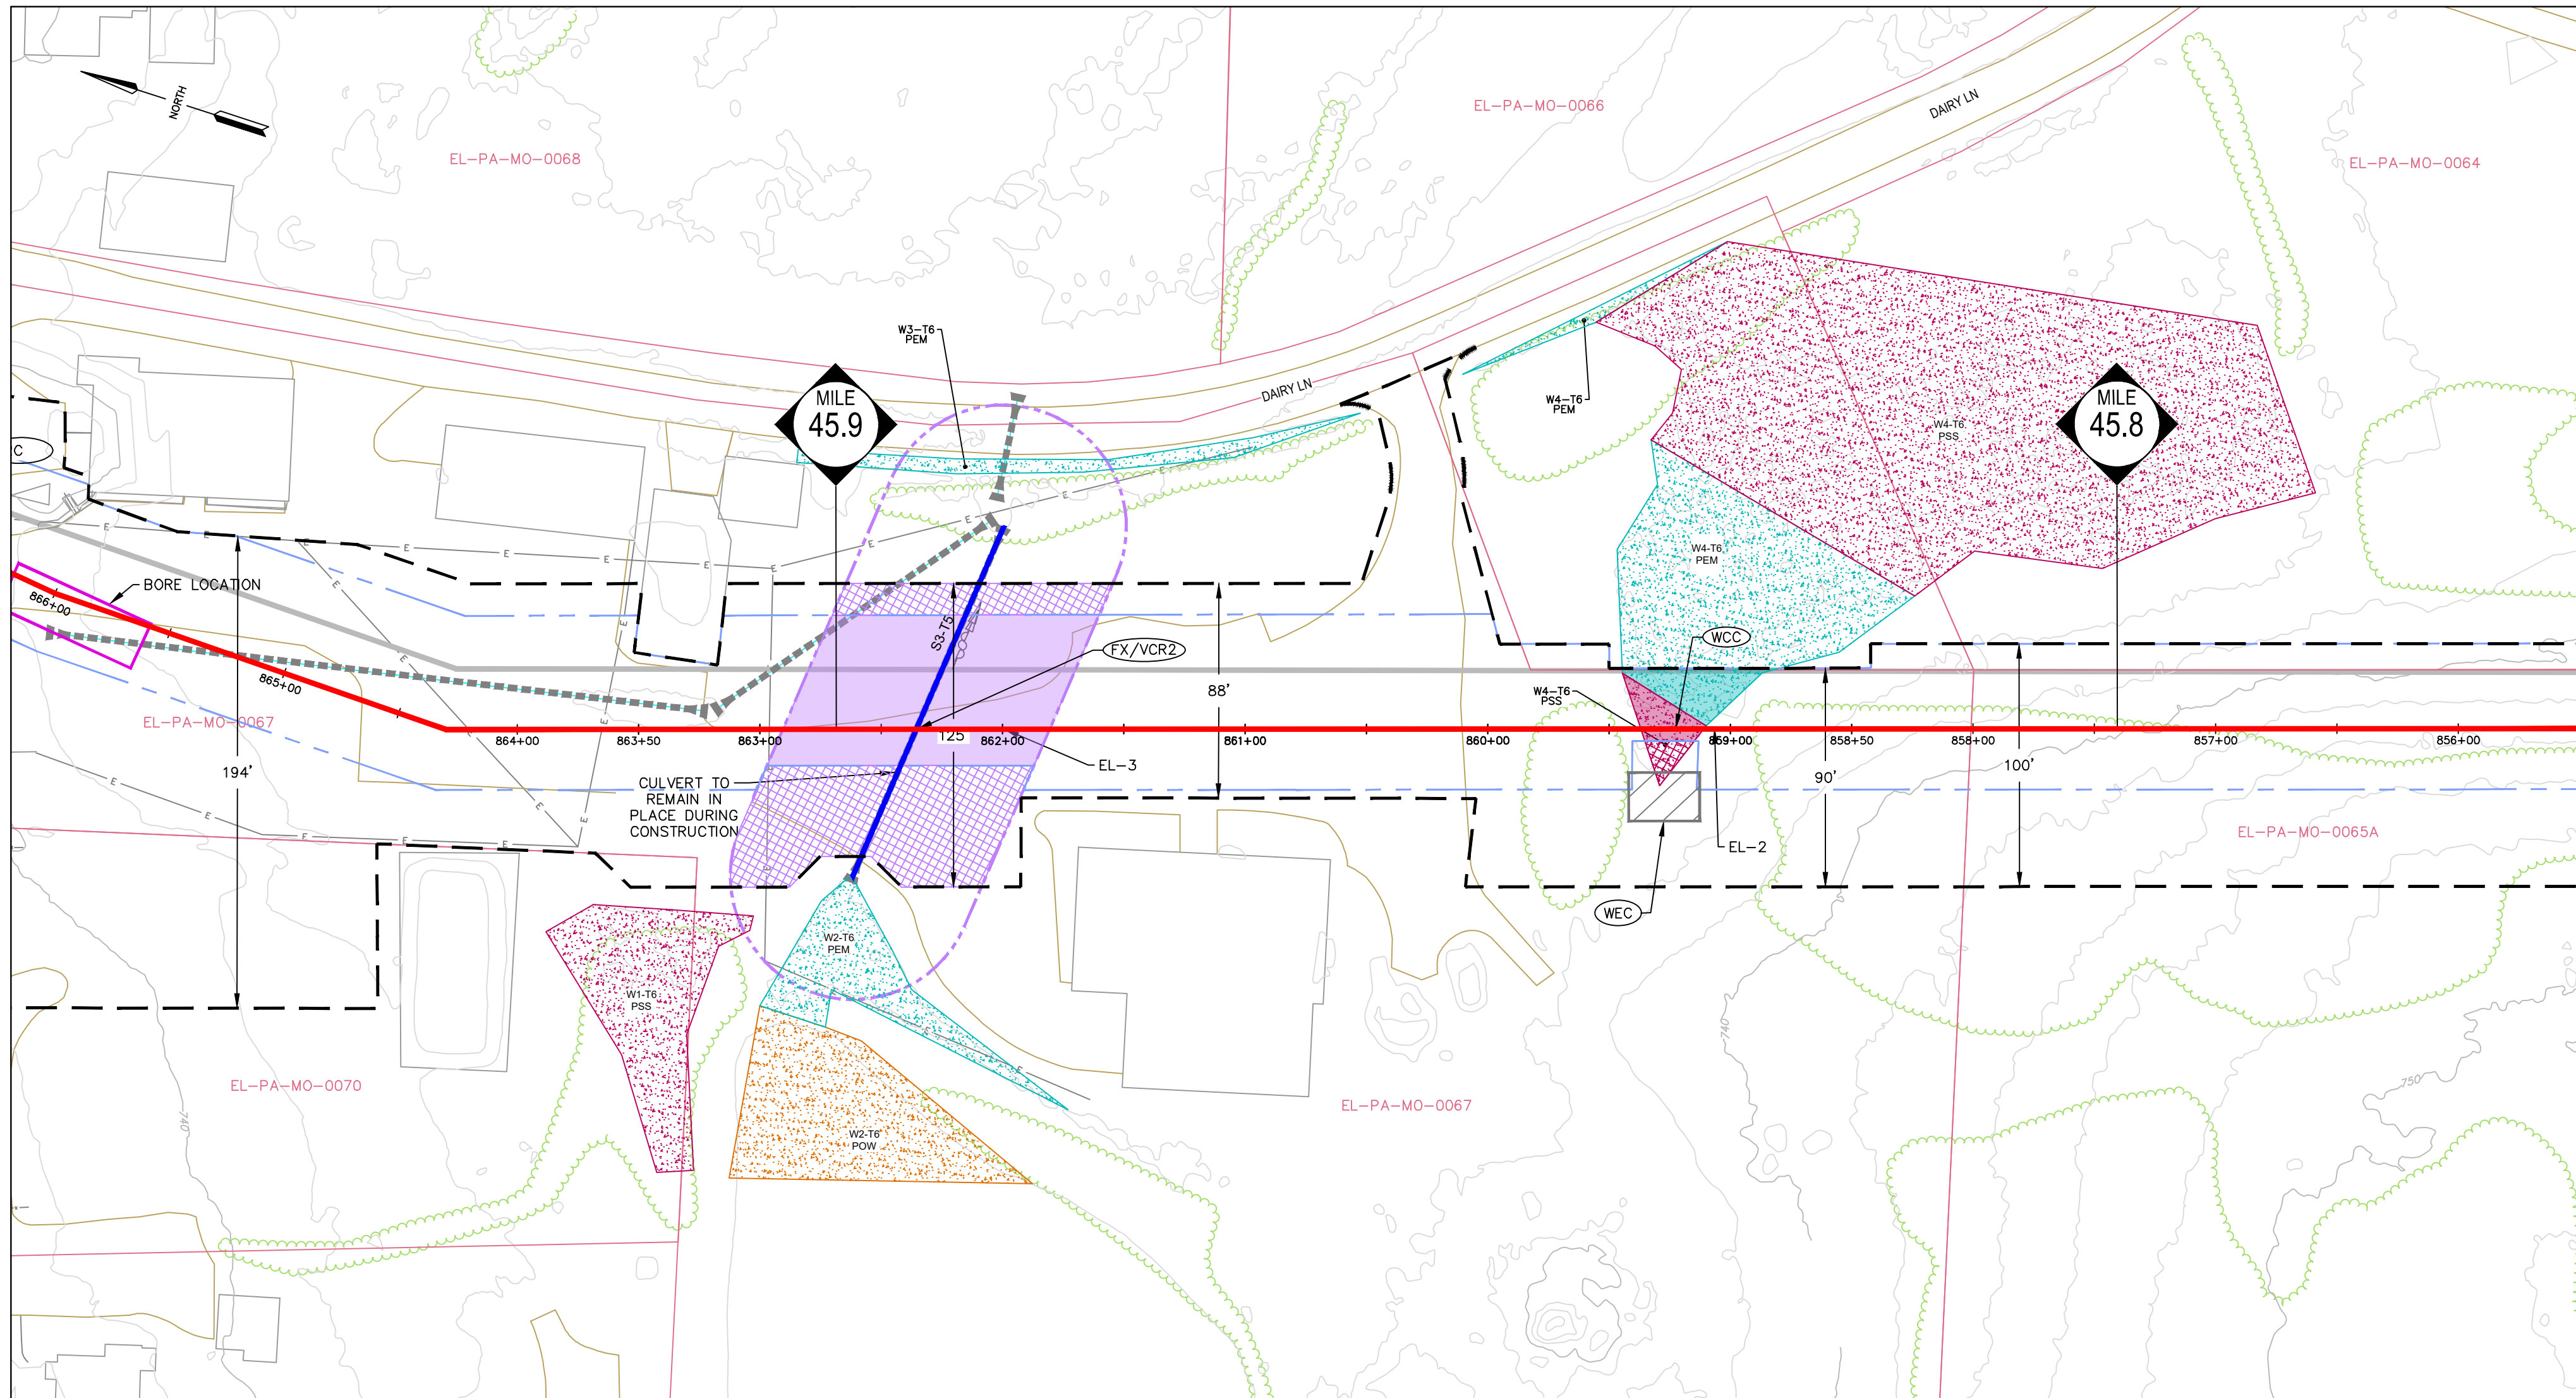 NORTH
EL-PA-MO-0068
EL-PA-MO-0066
DAIRY LN
EL-PA-MO-0064
W3-T6
PEM
MILE
45.9
DAIRY LN
W4-T6
PEM
W4-T6
PSS
MILE
45.8
C
E
E
E
E
E
E
E
E
E
E
E
E
W4-T6
PEM
BORE LOCATION
866+00
865+00
S3-T5
FX/VCR2
WCC
88'
W4-T6
PSS
EL-PA-MO-0067
864+00
863+50
863+00
125
862+00
861+00
860+00
859+00
858+50
858+00
857+00
856+00
194'
EL-3
90'
100'
CULVERT TO
REMAIN IN
PLACE DURING
CONSTRUCTION
E
E
E
E
E
E
E
E
EL-PA-MO-0065A
EL-2
WEC
W2-T6
PEM
W1-T6
PSS
E
E
740
750
EL-PA-MO-0070
740
EL-PA-MO-0067
W2-T6
POW